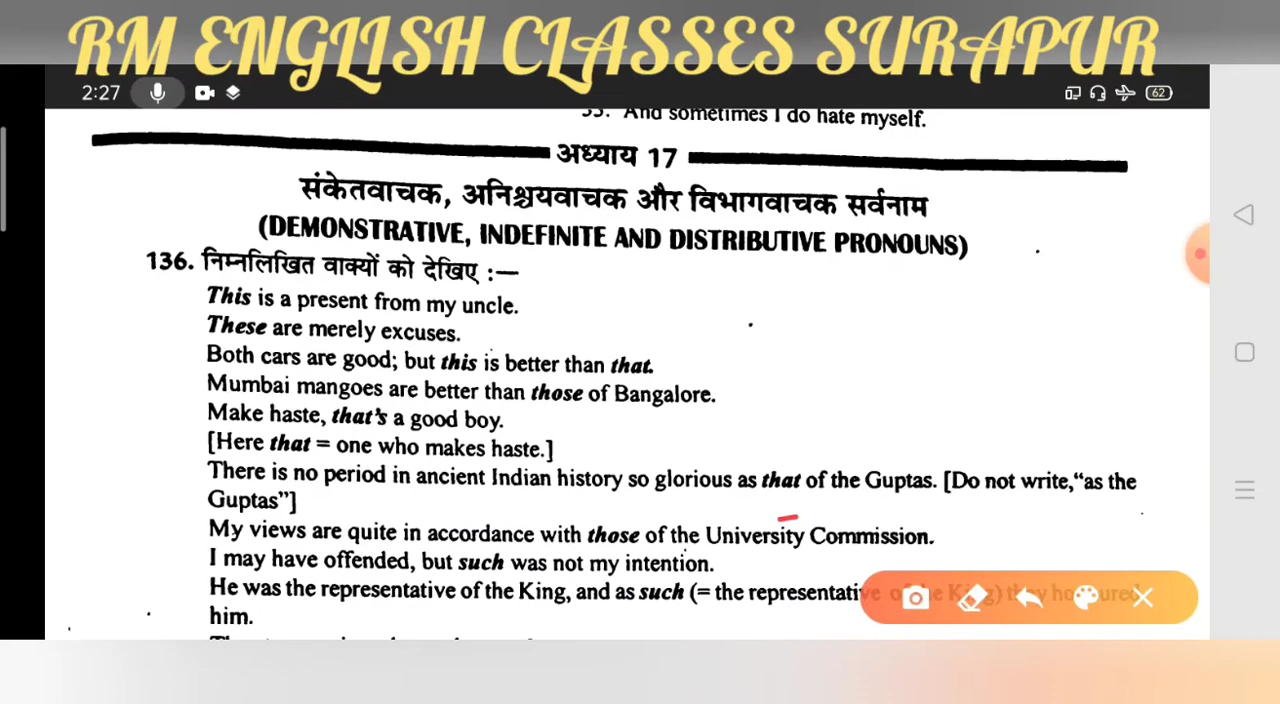 RM ENGLISH CLASSES SURAPUR
2:27
62
And sometimes I do hate myself.
अध्याय 17
संकेतवाचक, अनिश्चयवाचक और विभागवाचक सर्वनाम
(DEMONSTRATIVE, INDEFINITE AND DISTRIBUTIVE PRONOUNS)
136. निम्नलिखित वाक्यों को देखिए :—
This is a present from my uncle.
These are merely excuses.
Both cars are good; but this is better than that.
Mumbai mangoes are better than those of Bangalore.
Make haste, that's a good boy.
[Here that = one who makes haste.]
There is no period in ancient Indian history so glorious as that of the Guptas. [Do not write,“as the
Guptas”]
My views are quite in accordance with those of the University Commission.
I may have offended, but such was not my intention.
He was the representative of the King, and as such (= the representative of the King) they honoured
him.